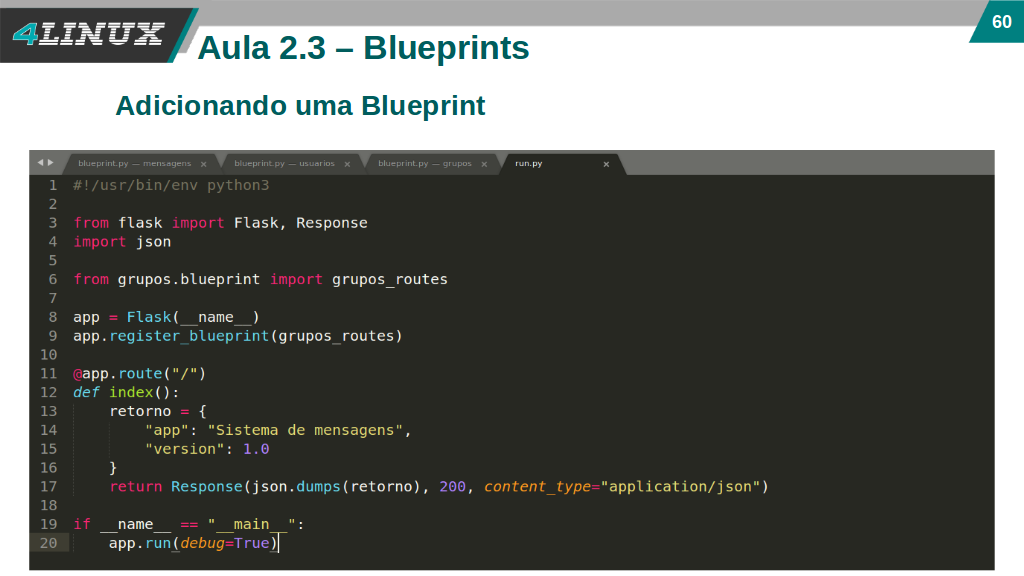 4LINUX
60
Aula 2.3 – Blueprints
Adicionando uma Blueprint
blueprint.py — mensagens × blueprint.py — usuarios × blueprint.py — grupos × run.py ×
1 #!/usr/bin/env python3
2
3 from flask import Flask, Response
4 import json
5
6 from grupos.blueprint import grupos_routes
7
8 app = Flask(__name__)
9 app.register_blueprint(grupos_routes)
10
11 @app.route("/")
12 def index():
13     retorno = {
14         "app": "Sistema de mensagens",
15         "version": 1.0
16     }
17     return Response(json.dumps(retorno), 200, content_type="application/json")
18
19 if __name__ == "__main__":
20     app.run(debug=True)